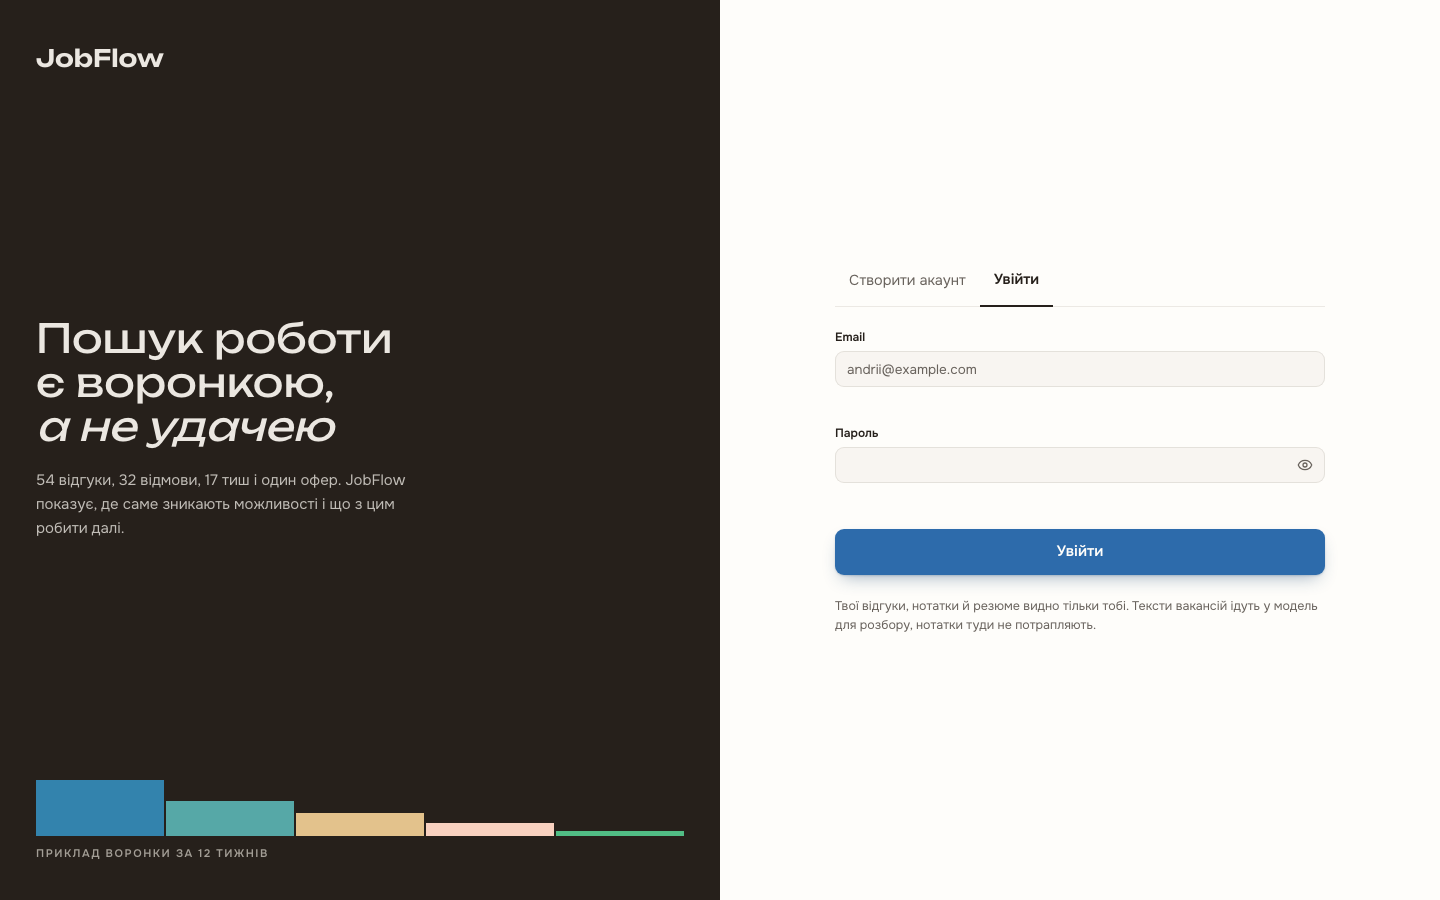 JobFlow
Пошук роботи
є воронкою,
а не удачею
54 відгуки, 32 відмови, 17 тиш і один офер. JobFlow
показує, де саме зникають можливості і що з цим
робити далі.
ПРИКЛАД ВОРОНКИ ЗА 12 ТИЖНІВ
Створити акаунт
Увійти
Email
andrii@example.com
Пароль
Увійти
Твої відгуки, нотатки й резюме видно тільки тобі. Тексти вакансій ідуть у модель
для розбору, нотатки туди не потрапляють.